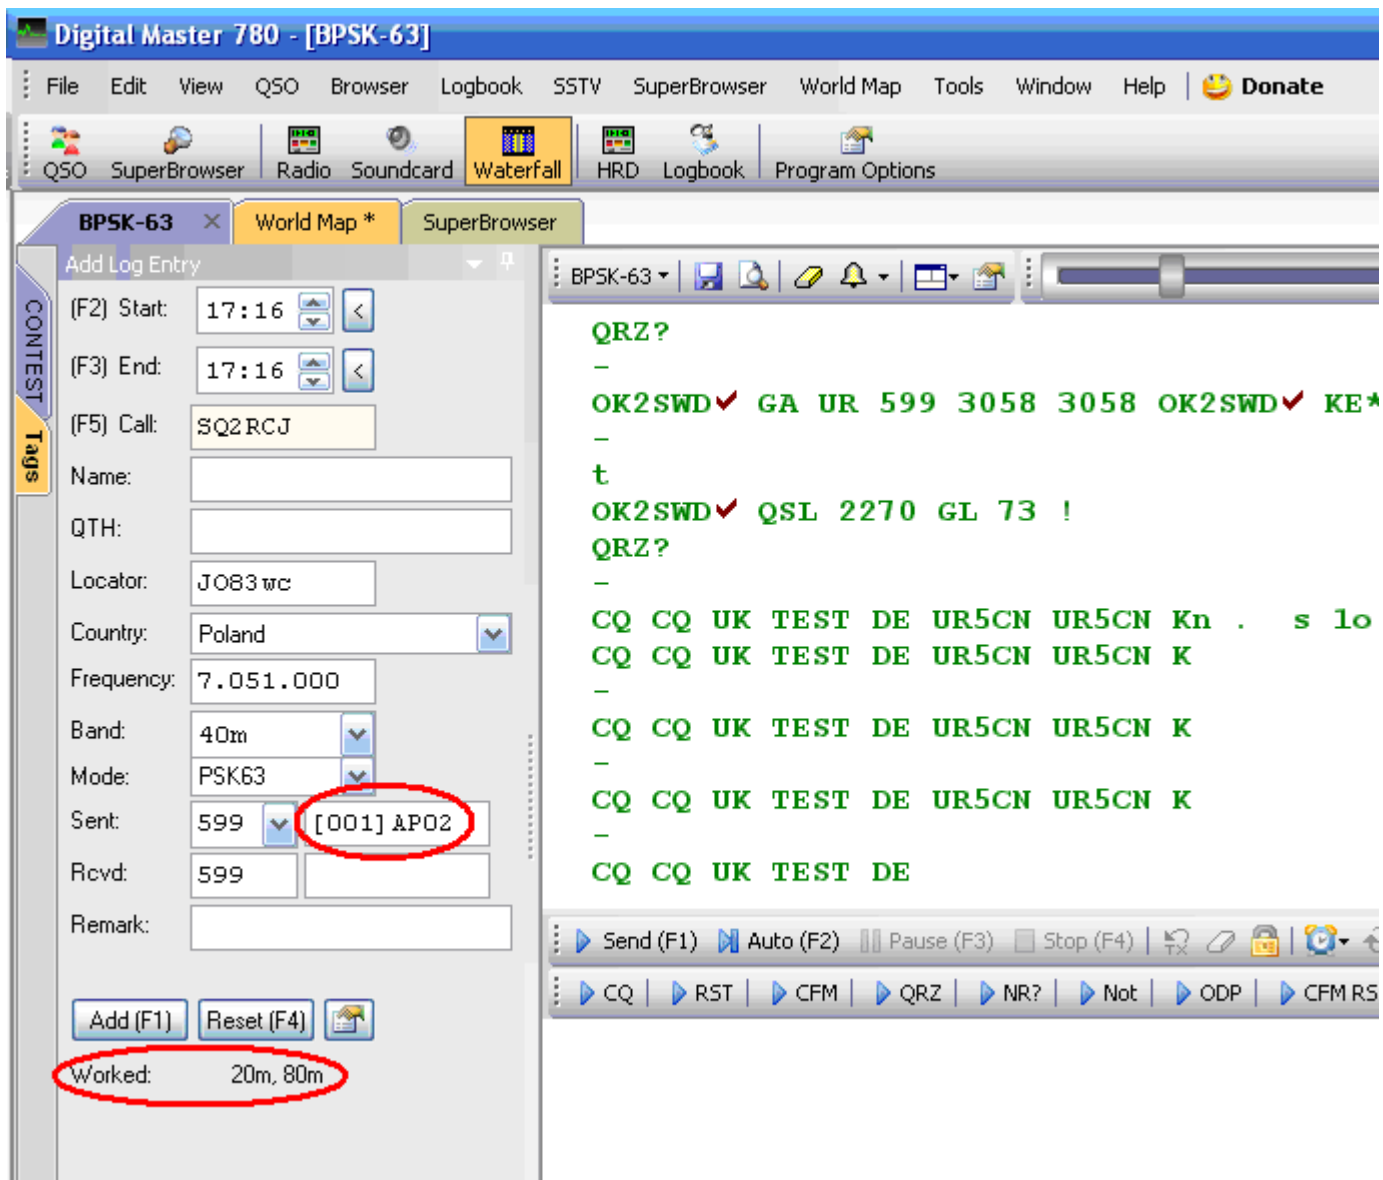 Digital Master 780 - [BPSK-63]
File Edit View QSO Browser Logbook SSTV SuperBrowser World Map Tools Window Help Donate
QSO SuperBrowser Radio Soundcard Waterfall HRD Logbook Program Options
BPSK-63 World Map * SuperBrowser
CONTEST
Tags
Add Log Entry
(F2) Start: 17:16 <
(F3) End: 17:16 <
(F5) Call: SQ2RCJ
Name:
QTH:
Locator: JO83wc
Country: Poland
Frequency: 7.051.000
Band: 40m
Mode: PSK63
Sent: 599 [001] AP02
Rcvd: 599
Remark:
Add (F1) Reset (F4)
Worked: 20m, 80m
BPSK-63
QRZ?
-
OK2SWD✔ GA UR 599 3058 3058 OK2SWD✔ KE*
-
t
OK2SWD✔ QSL 2270 GL 73 !
QRZ?
-
CQ CQ UK TEST DE UR5CN UR5CN Kn . s lo
CQ CQ UK TEST DE UR5CN UR5CN K
-
CQ CQ UK TEST DE UR5CN UR5CN K
-
CQ CQ UK TEST DE UR5CN UR5CN K
-
CQ CQ UK TEST DE
Send (F1) Auto (F2) Pause (F3) Stop (F4) TX
CQ RST CFM QRZ NR? Not ODP CFM RS